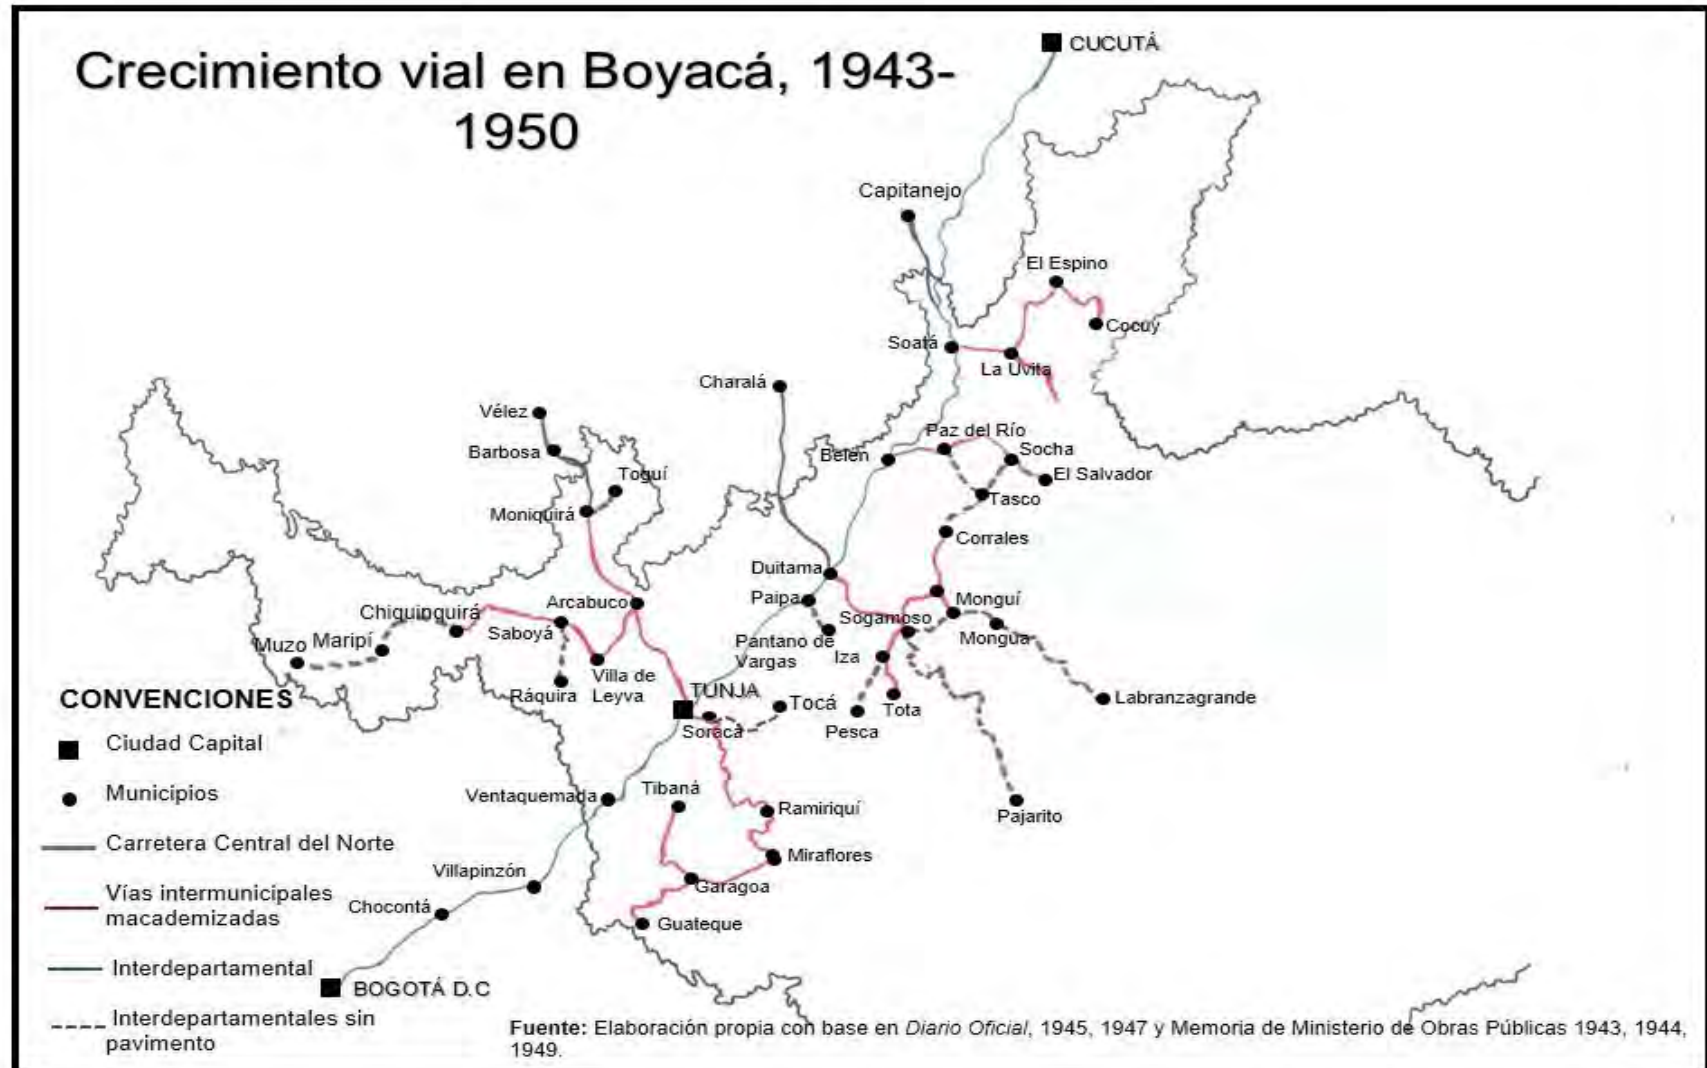 Crecimiento vial en Boyacá, 1943-
1950
CUCUTÁ
Capitanejo
El Espino
Cocuy
Soatá
La Uvita
Charalá
Vélez
Barbosa
Toguí
Moniquirá
Paz del Río
Belén
Socha
El Salvador
Tasco
Corrales
Duitama
Paipa
Sogamoso
Monguí
Mongua
Pantano de
Vargas
Iza
Labranzagrande
Tota
Pesca
Pajarito
Chiquinquirá
Arcabuco
Saboyá
Muzo
Maripí
Ráquira
Villa de
Leyva
TUNJA
Soracá
Tocá
Ventaquemada
Tibaná
Ramiriquí
Miraflores
Garagoa
Guateque
Villapinzón
Chocontá
BOGOTÁ D.C
CONVENCIONES
Ciudad Capital
Municipios
Carretera Central del Norte
Vías intermunicipales
macademizadas
Interdepartamental
Interdepartamentales sin
pavimento
Fuente: Elaboración propia con base en Diario Oficial, 1945, 1947 y Memoria de Ministerio de Obras Públicas 1943, 1944,
1949.